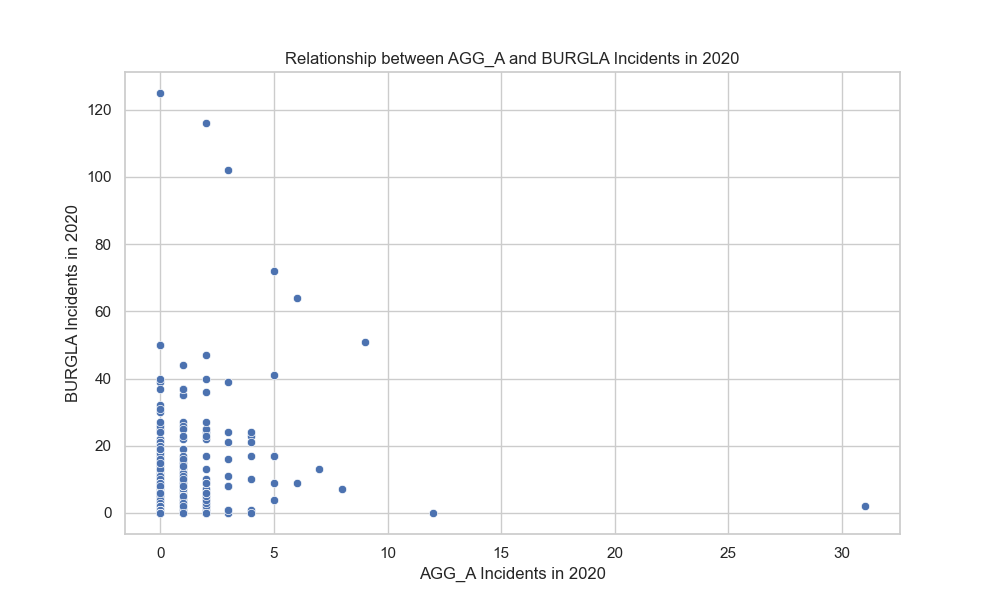 Relationship between AGG_A and BURGLA Incidents in 2020
120
100
80
60
40
20
0
BURGLA Incidents in 2020
0 5 10 15 20 25 30
AGG_A Incidents in 2020